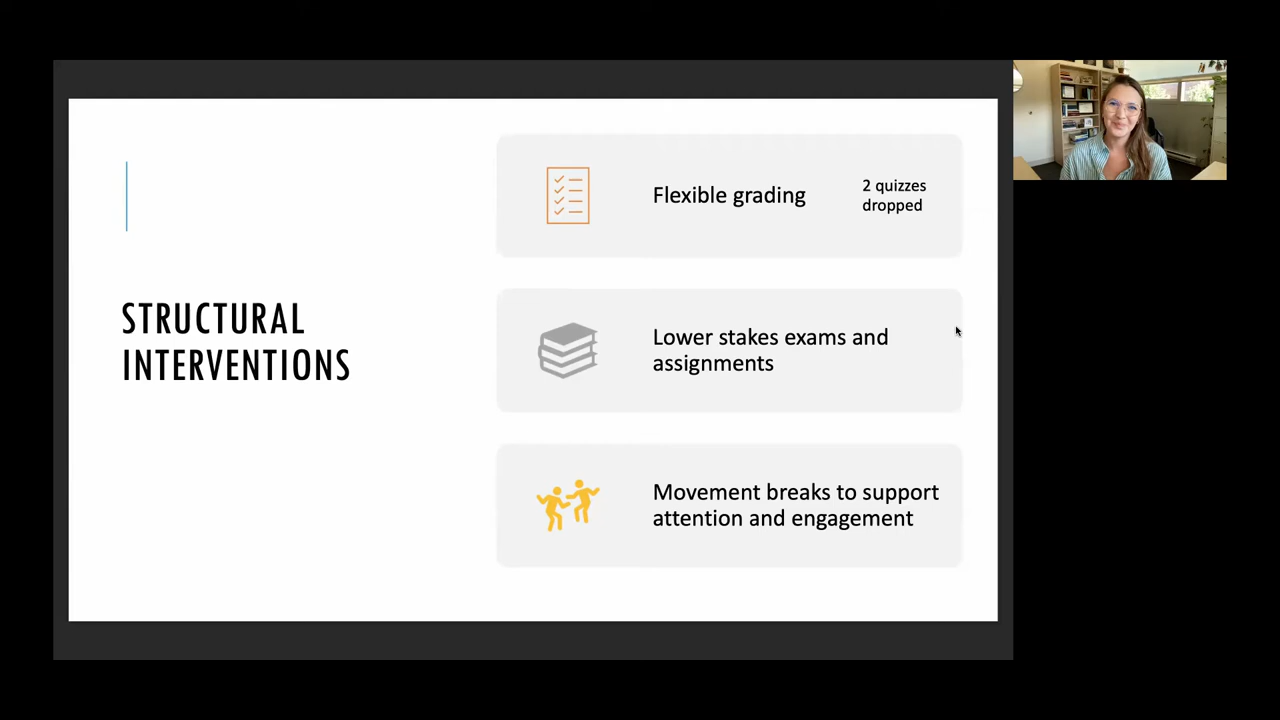 STRUCTURAL
INTERVENTIONS
Flexible grading
2 quizzes
dropped
Lower stakes exams and
assignments
Movement breaks to support
attention and engagement